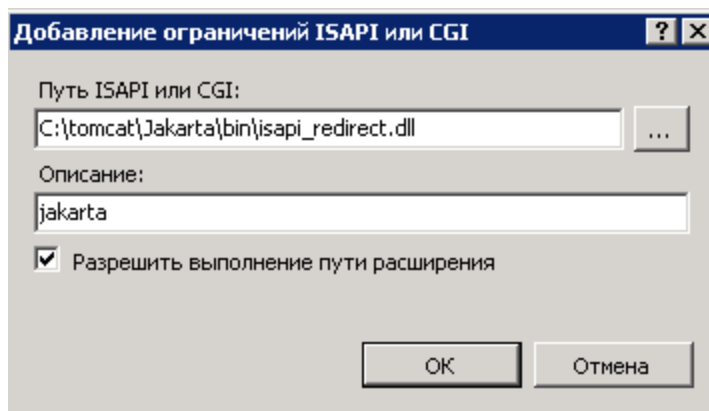 Добавление ограничений ISAPI или CGI
Путь ISAPI или CGI:
C:\tomcat\Jakarta\bin\isapi_redirect.dll
...
Описание:
jakarta
Разрешить выполнение пути расширения
ОК
Отмена